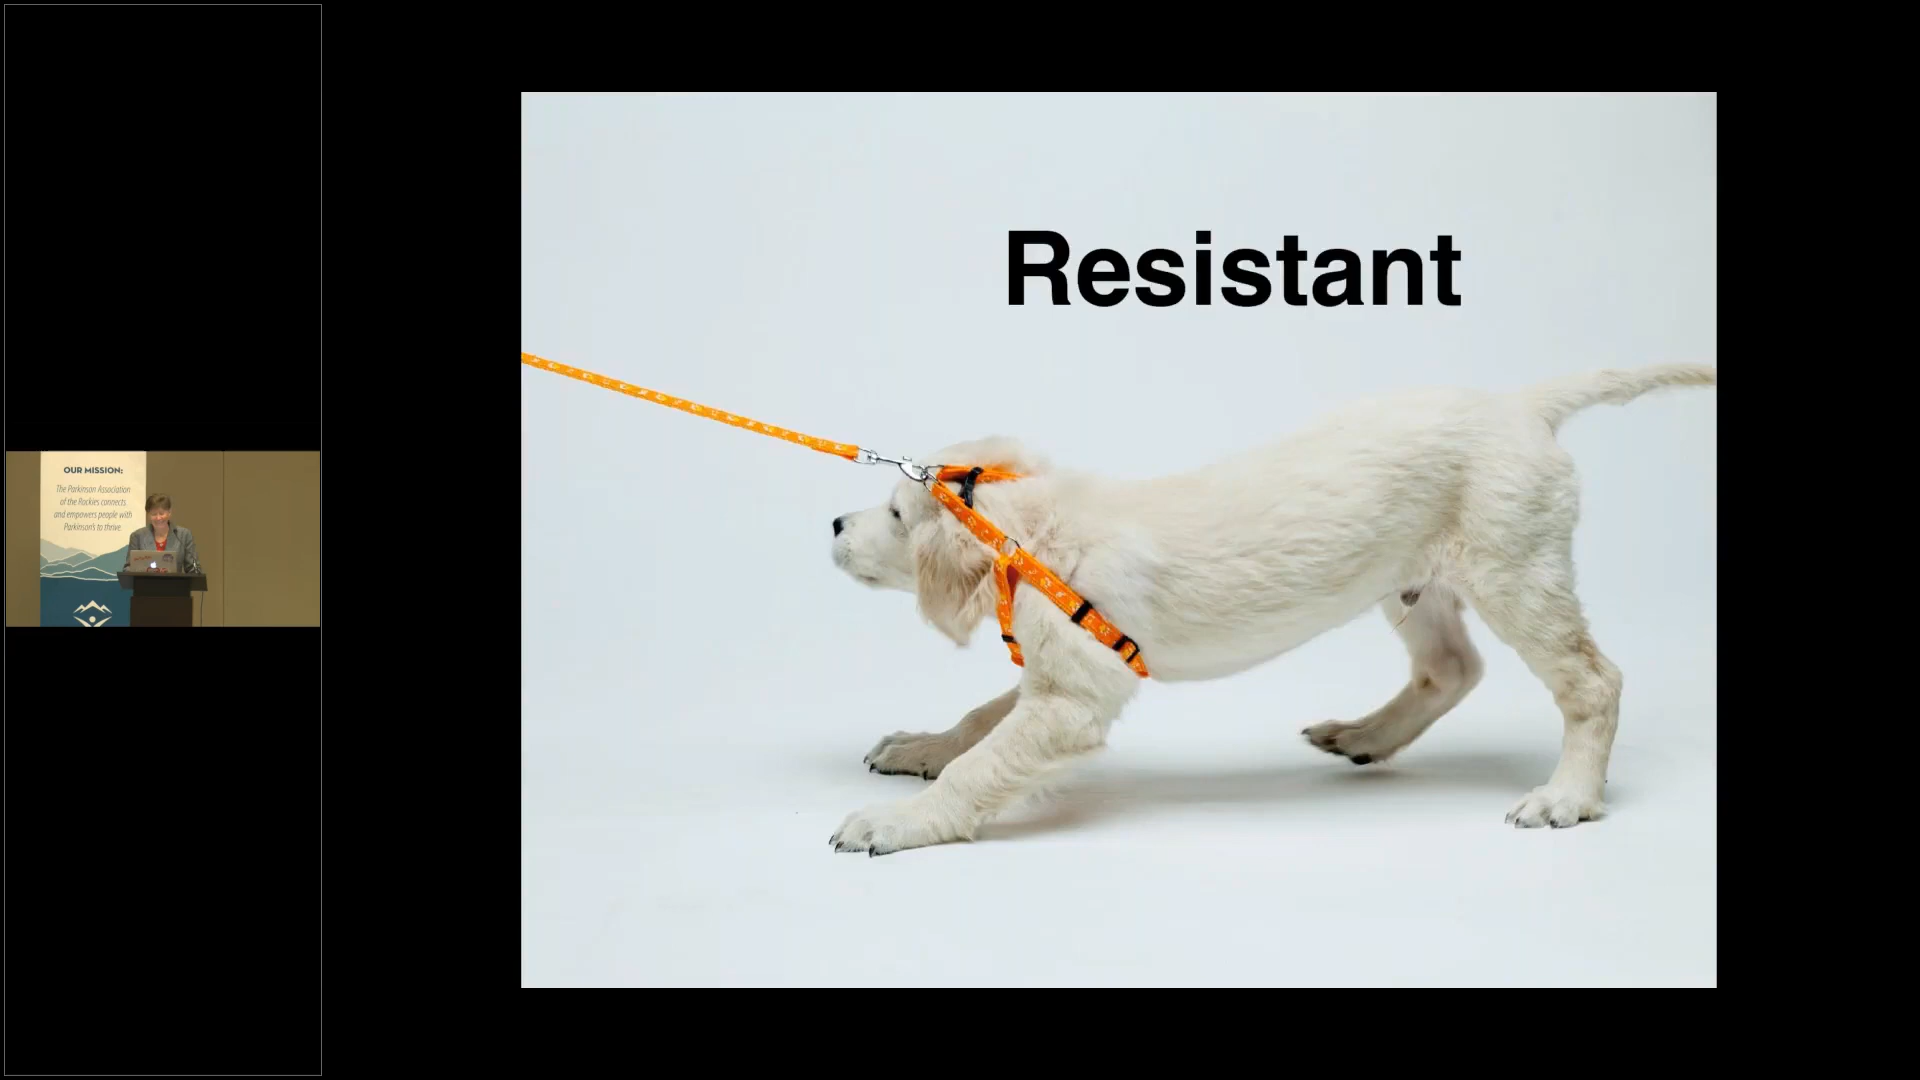 OUR MISSION:
The Parkinson Association
of the Rockies connects
and empowers people with
Parkinson's to thrive.
Resistant